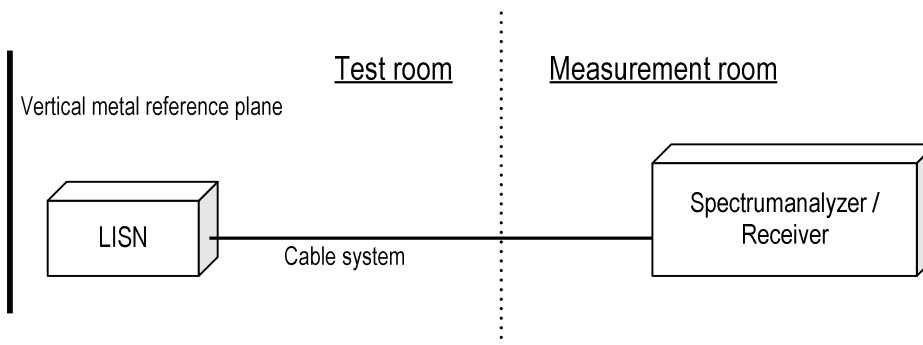 Test room
Measurement room
Vertical metal reference plane
LISN
Cable system
Spectrumanalyzer /
Receiver